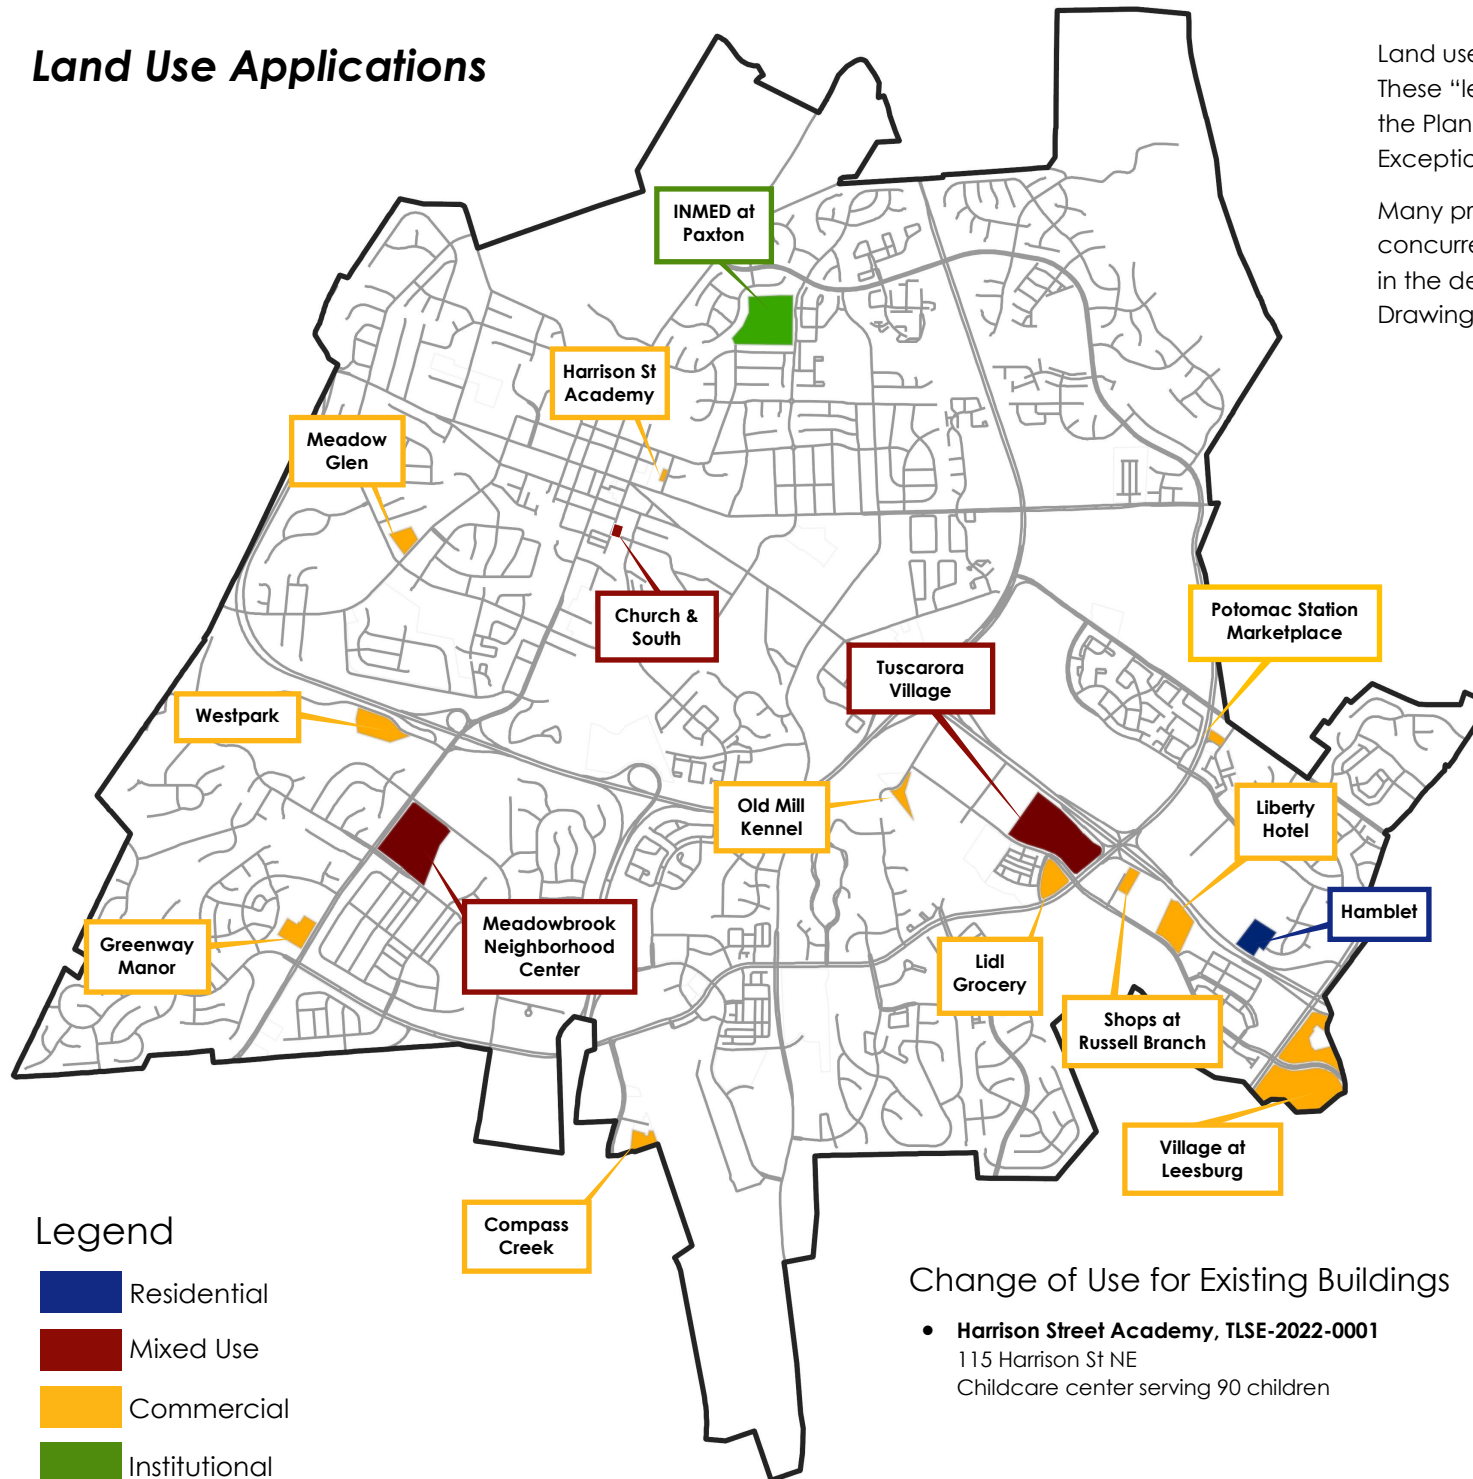 Land Use Applications
Land use
These “le
the Plan
Exceptio
Many pr
concurre
in the de
Drawing
INMED at
Paxton
Harrison St
Academy
Meadow
Glen
Church &
South
Potomac Station
Marketplace
Tuscarora
Village
Westpark
Old Mill
Kennel
Liberty
Hotel
Hamblet
Greenway
Manor
Meadowbrook
Neighborhood
Center
Lidl
Grocery
Shops at
Russell Branch
Village at
Leesburg
Compass
Creek
Legend
Residential
Mixed Use
Commercial
Institutional
Change of Use for Existing Buildings
• Harrison Street Academy, TLSE-2022-0001
115 Harrison St NE
Childcare center serving 90 children